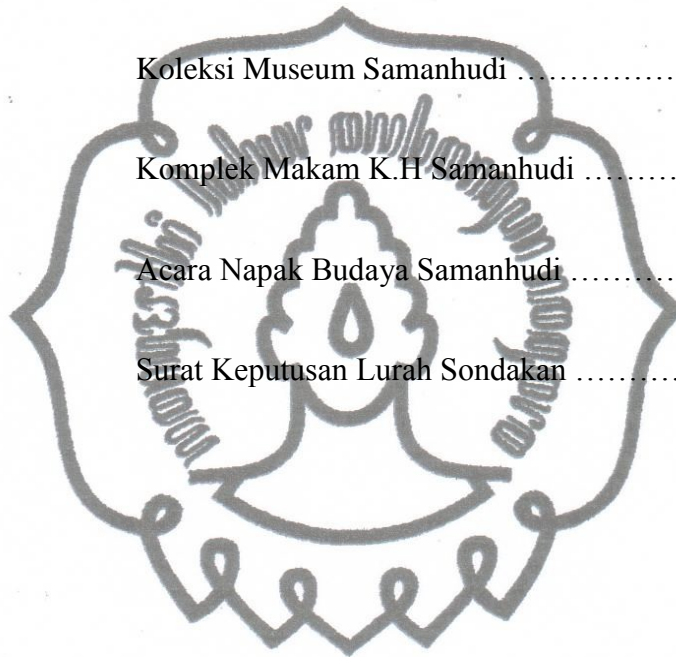 Koleksi Museum Samanhudi ……………
Komplek Makam K.H Samanhudi ………
Acara Napak Budaya Samanhudi ………
Surat Keputusan Lurah Sondakan ………